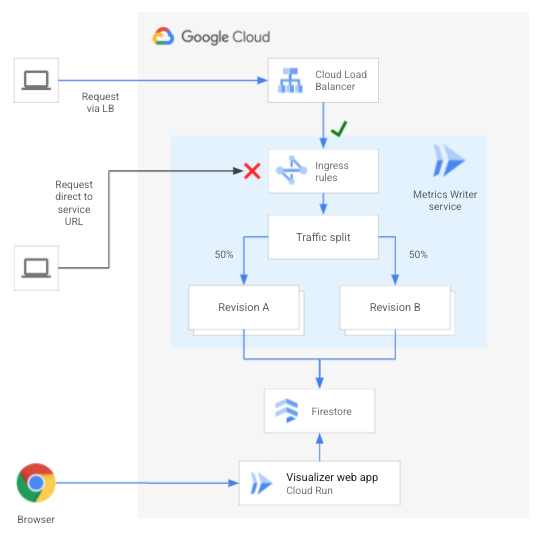 Google Cloud
Cloud Load
Balancer
Request
via LB
Ingress
rules
Request
direct to
service
URL
Metrics Writer
service
Traffic split
50%
50%
Revision A
Revision B
Firestore
Visualizer web app
Cloud Run
Browser